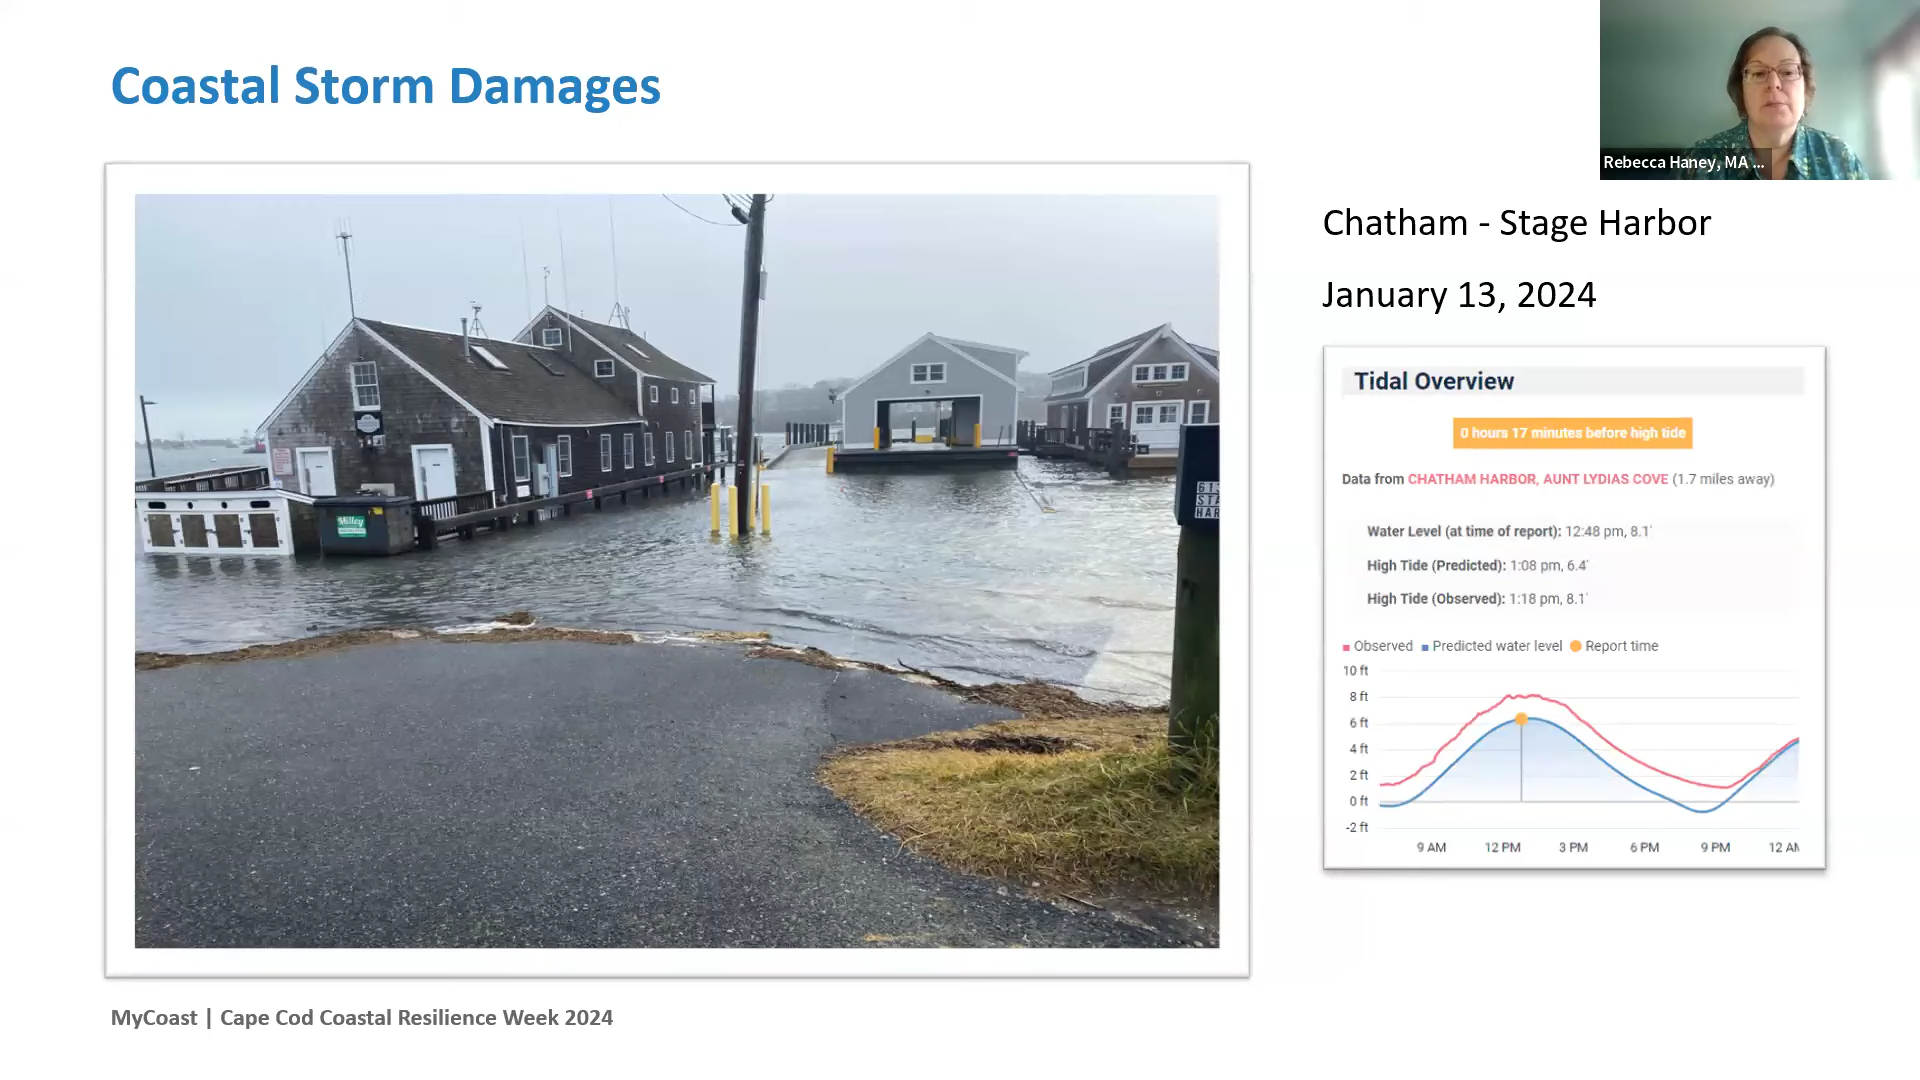 Coastal Storm Damages
Rebecca Haney, MA ...
Chatham - Stage Harbor
January 13, 2024
Milley
Tidal Overview
0 hours 17 minutes before high tide
Data from CHATHAM HARBOR, AUNT LYDIAS COVE (1.7 miles away)
Water Level (at time of report): 12:48 pm, 8.1'
High Tide (Predicted): 1:08 pm, 6.4'
High Tide (Observed): 1:18 pm, 8.1'
Observed Predicted water level Report time
10 ft
8 ft
6 ft
4 ft
2 ft
0 ft
-2 ft
9 AM 12 PM 3 PM 6 PM 9 PM 12 AM
613
STA
HAR
MyCoast | Cape Cod Coastal Resilience Week 2024